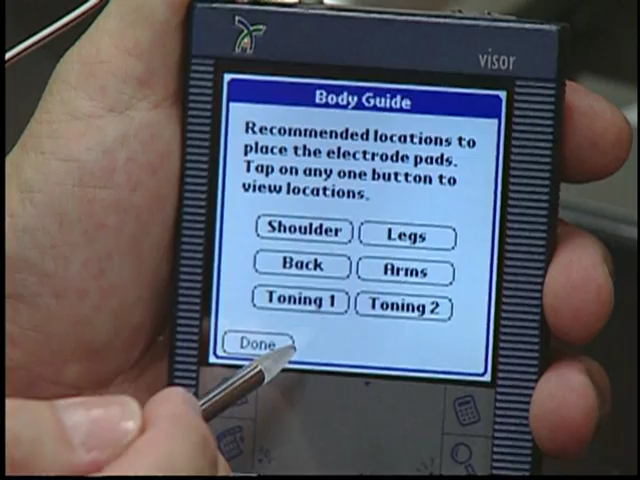 visor
Body Guide
Recommended locations to
place the electrode pads.
Tap on any one button to
view locations.
Shoulder Legs
Back Arms
Toning 1 Toning 2
Done